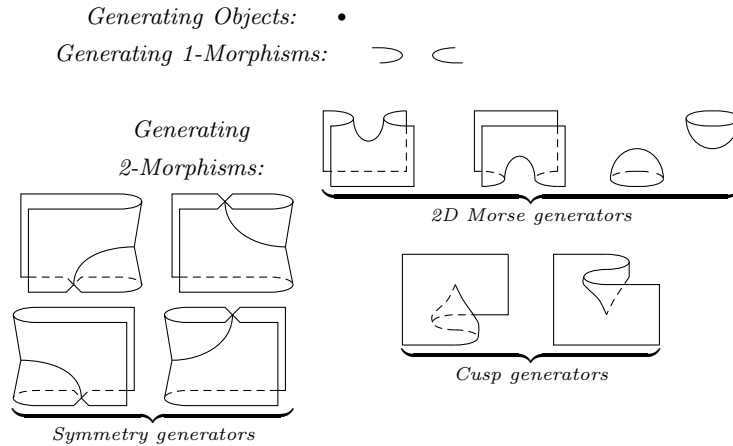 Generating Objects: •
Generating 1-Morphisms:
Generating
2-Morphisms:
2D Morse generators
Cusp generators
Symmetry generators